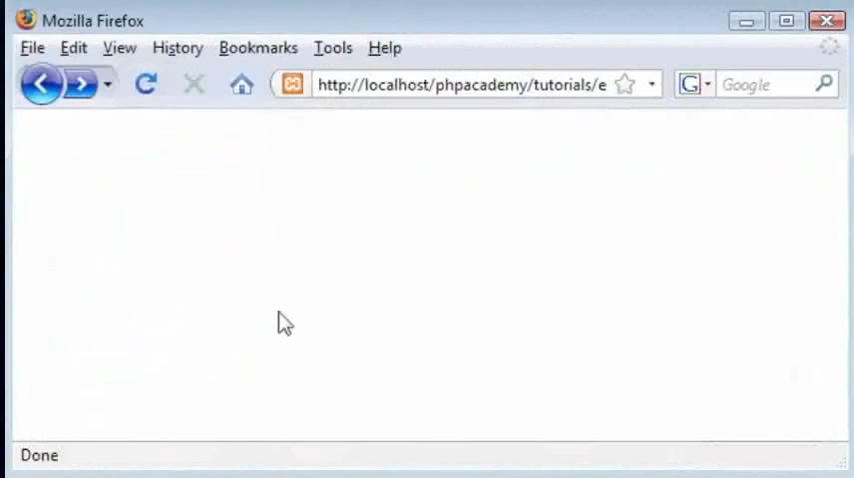 Mozilla Firefox
File Edit View History Bookmarks Tools Help
http://localhost/phpacademy/tutorials/e G Google
Done